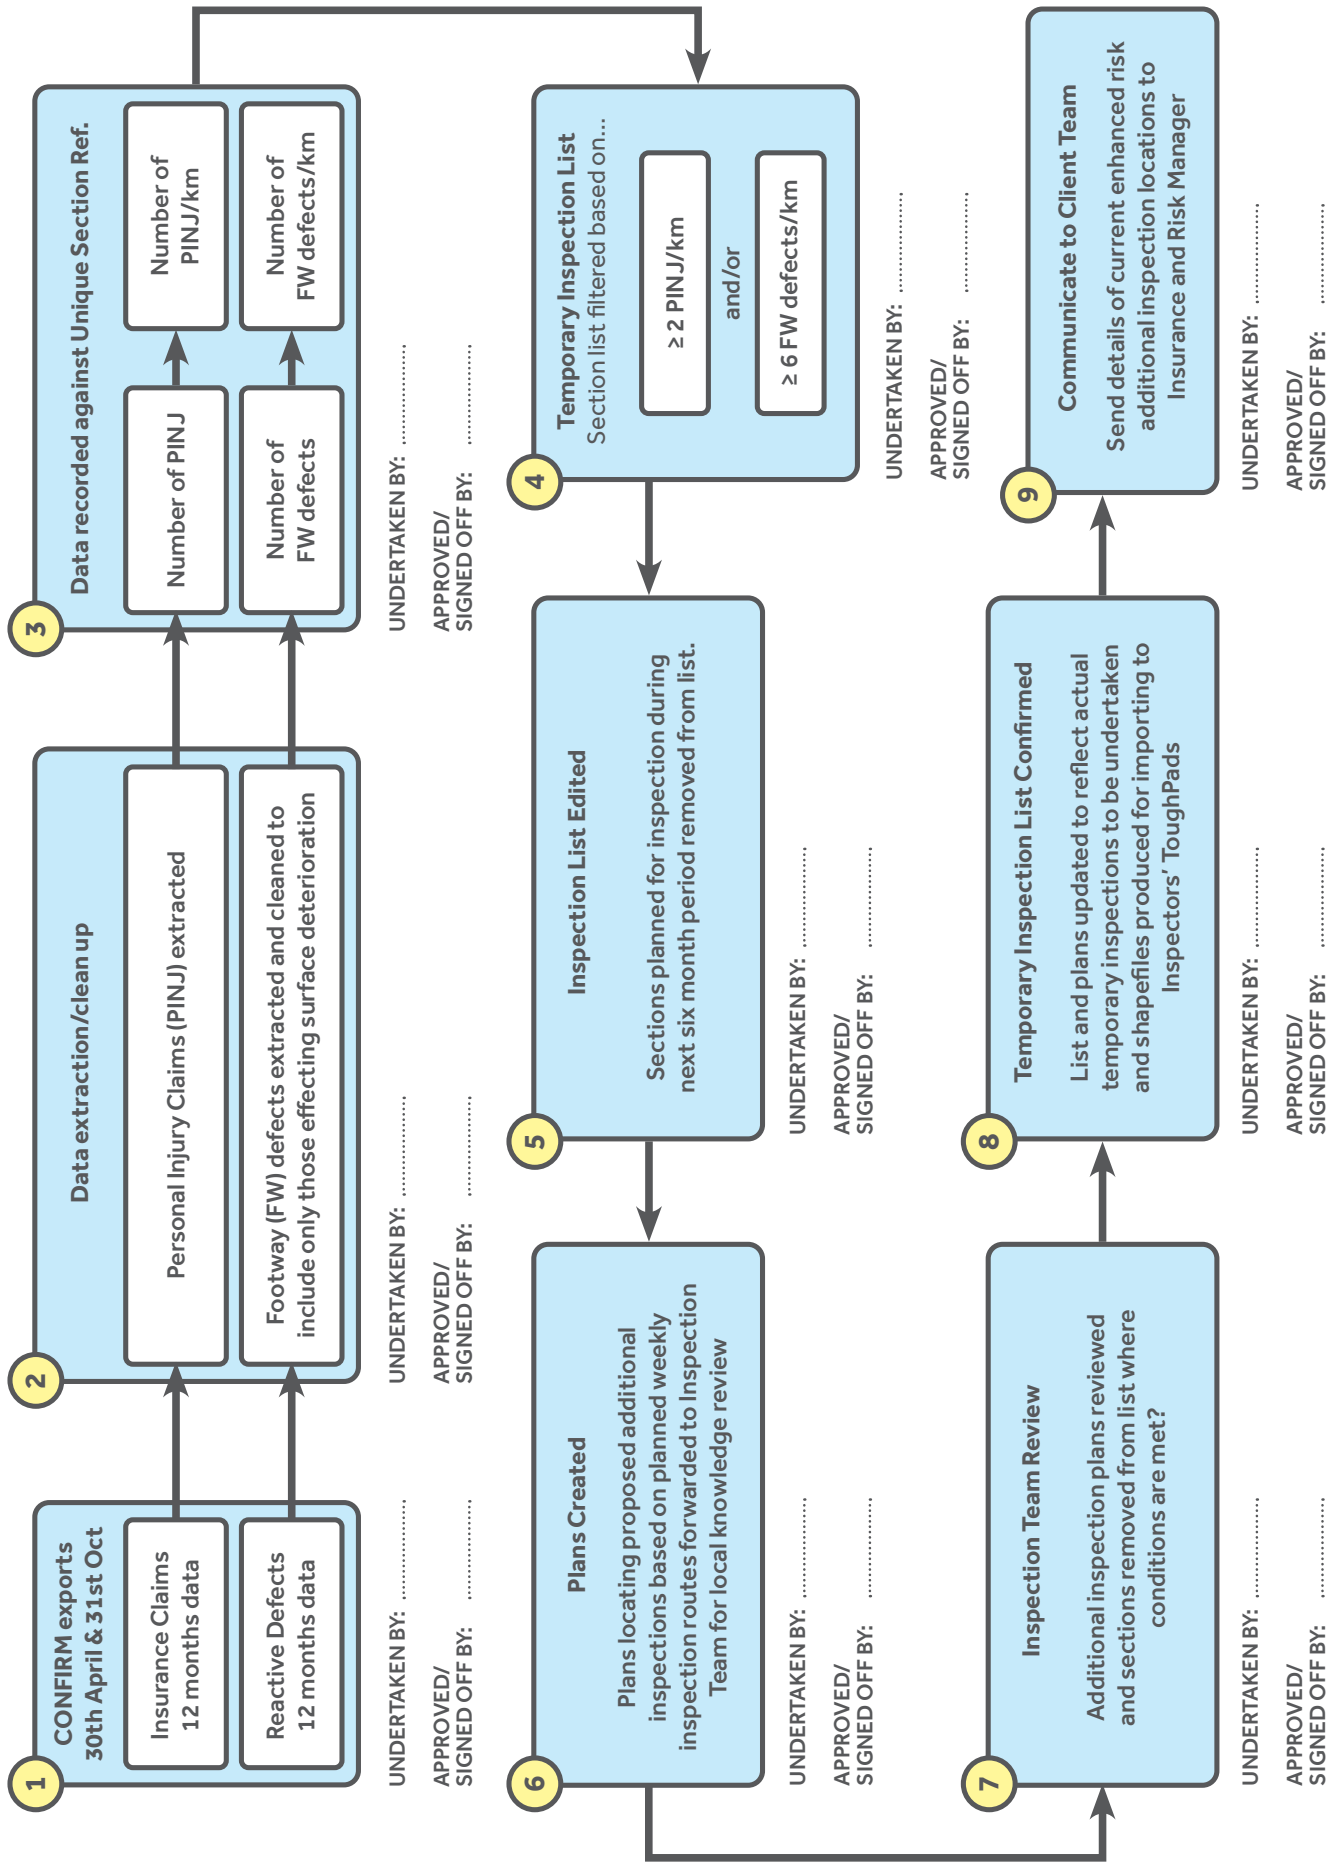 1
CONFIRM exports
30th April & 31st Oct
Insurance Claims
12 months data
Reactive Defects
12 months data
UNDERTAKEN BY: ....................
APPROVED/
SIGNED OFF BY: ....................
2
Data extraction/clean up
Personal Injury Claims (PINJ) extracted
Footway (FW) defects extracted and cleaned to
include only those effecting surface deterioration
UNDERTAKEN BY: ....................
APPROVED/
SIGNED OFF BY: ....................
3
Data recorded against Unique Section Ref.
Number of PINJ
Number of
PINJ/km
Number of
FW defects
Number of
FW defects/km
UNDERTAKEN BY: ....................
APPROVED/
SIGNED OFF BY: ....................
4
Temporary Inspection List
Section list filtered based on...
≥ 2 PINJ/km
and/or
≥ 6 FW defects/km
UNDERTAKEN BY: ....................
APPROVED/
SIGNED OFF BY: ....................
5
Inspection List Edited
Sections planned for inspection during
next six month period removed from list.
UNDERTAKEN BY: ....................
APPROVED/
SIGNED OFF BY: ....................
6
Plans Created
Plans locating proposed additional
inspections based on planned weekly
inspection routes forwarded to Inspection
Team for local knowledge review
UNDERTAKEN BY: ....................
APPROVED/
SIGNED OFF BY: ....................
7
Inspection Team Review
Additional inspection plans reviewed
and sections removed from list where
conditions are met?
UNDERTAKEN BY: ....................
APPROVED/
SIGNED OFF BY: ....................
8
Temporary Inspection List Confirmed
List and plans updated to reflect actual
temporary inspections to be undertaken
and shapefiles produced for importing to
Inspectors' ToughPads
UNDERTAKEN BY: ....................
APPROVED/
SIGNED OFF BY: ....................
9
Communicate to Client Team
Send details of current enhanced risk
additional inspection locations to
Insurance and Risk Manager
UNDERTAKEN BY: ....................
APPROVED/
SIGNED OFF BY: ....................